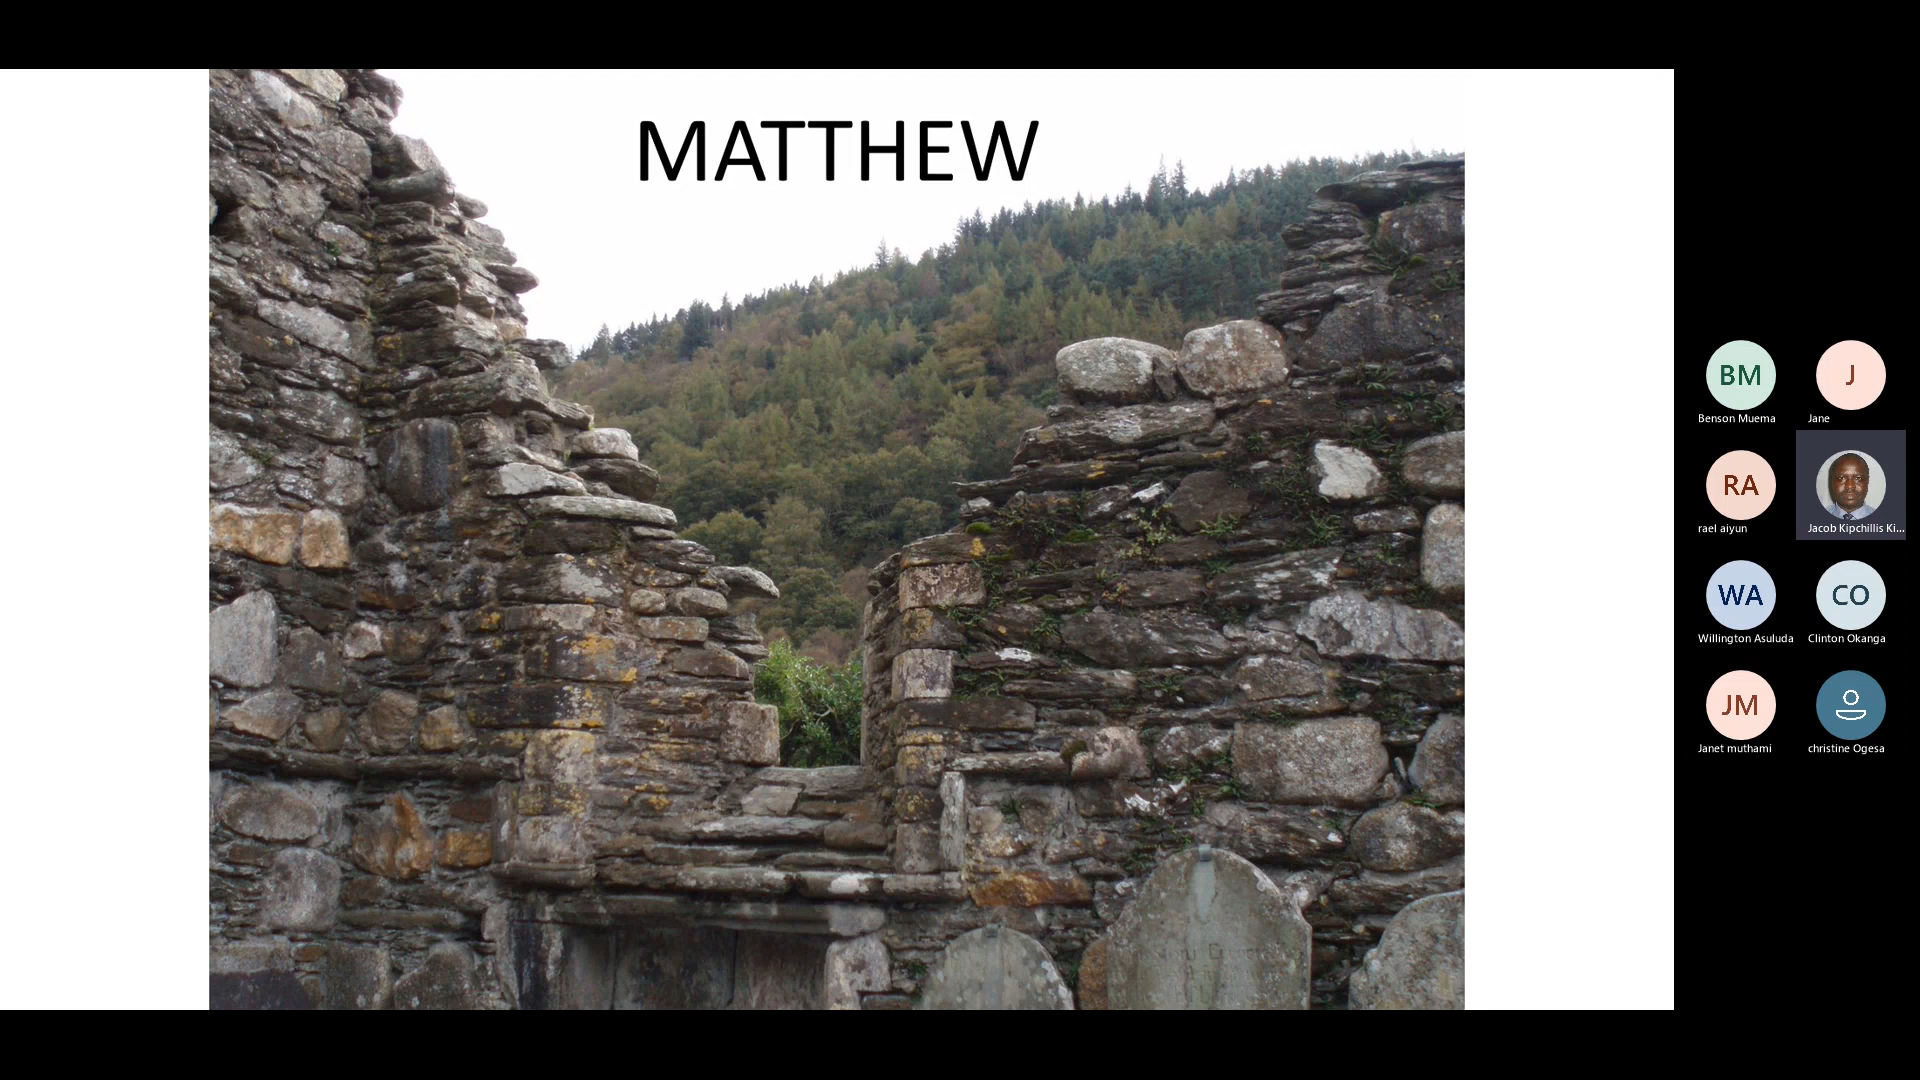 MATTHEW
BM
Benson Muema
J
Jane
RA
rael aiyun
Jacob Kipchillis Ki...
WA
Willington Asuluda
CO
Clinton Okanga
JM
Janet muthami
christine Ogesa